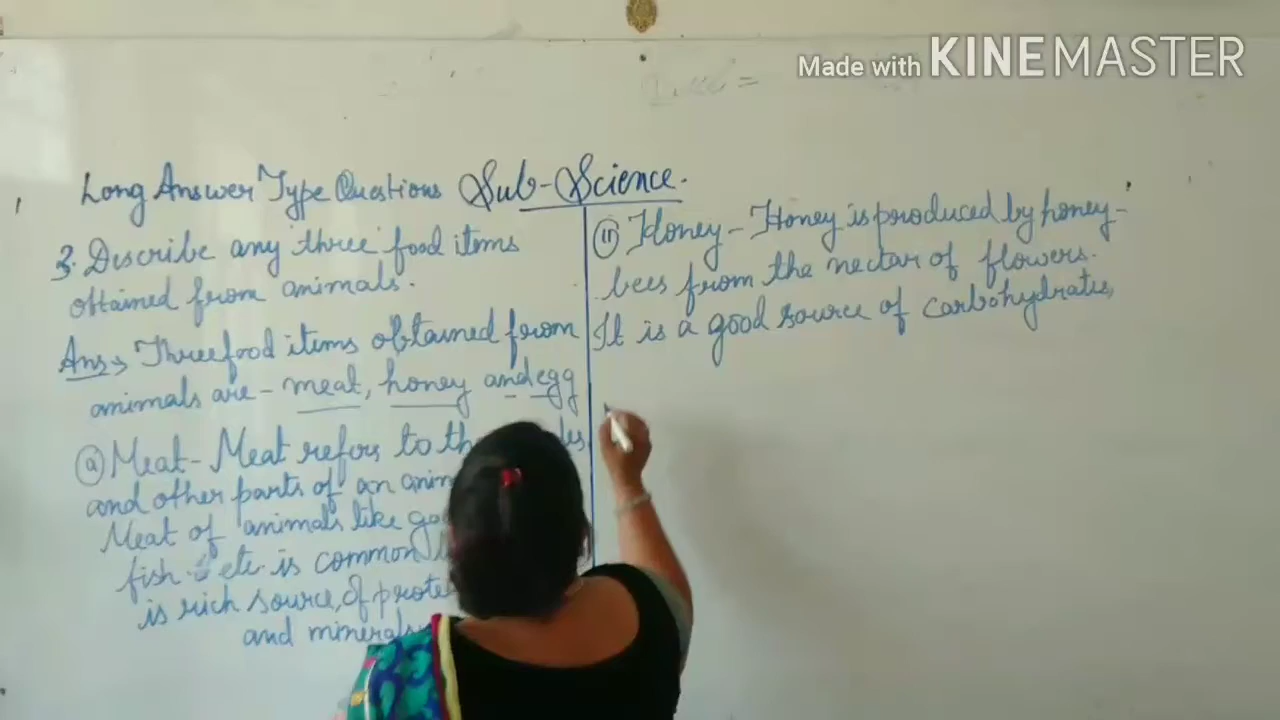 Made with KINEMASTER
Long Answer Type Questions Sub-Science.
3. Describe any three food items
obtained from animals.
Ans> Three food items obtained from
animals are - meat, honey and egg
(a) Meat - Meat refers to the
and other parts of an
Meat of animals like
fish etc. is common
is rich source, of
and minerals
(ii) Honey - Honey is produced by honey-
bees from the nectar of flowers.
It is a good source of carbohydrates,